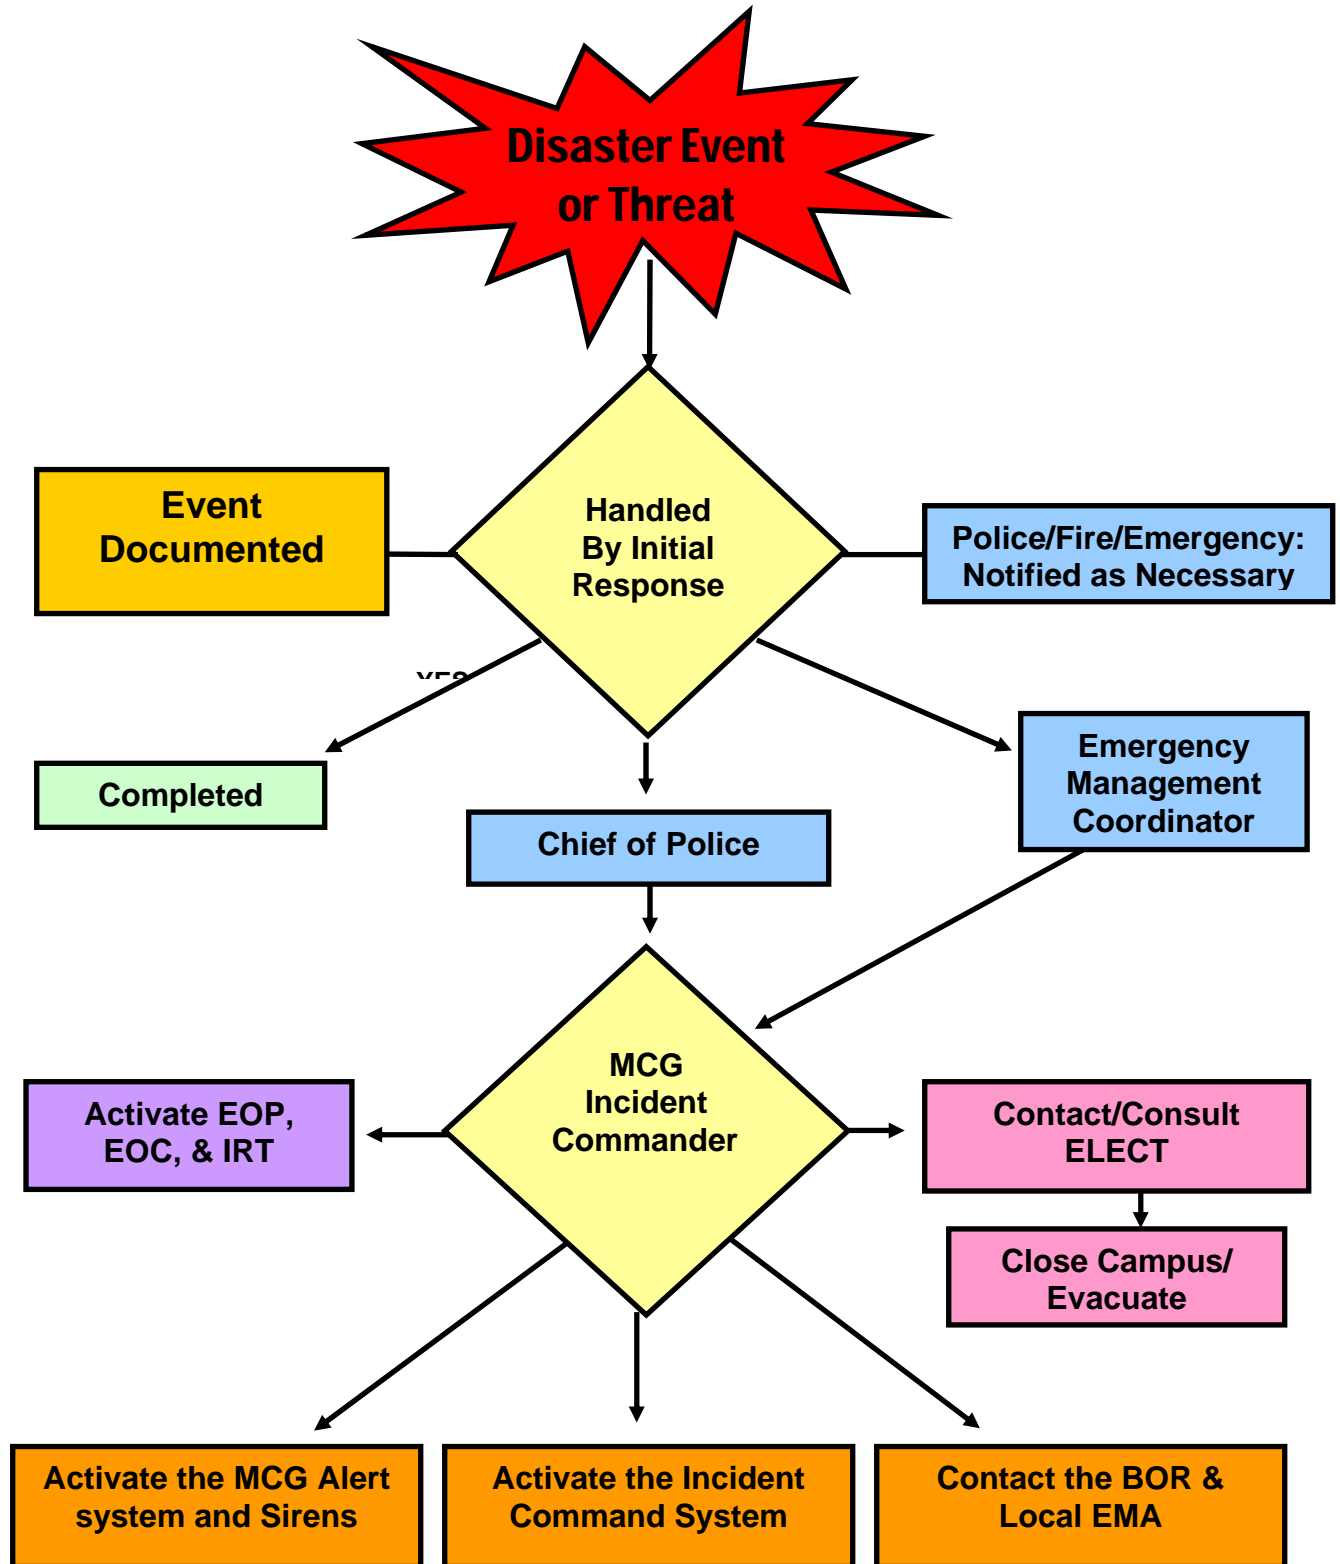 Disaster Event
or Threat
Event
Documented
Handled
By Initial
Response
Police/Fire/Emergency:
Notified as Necessary
YES
Completed
Chief of Police
Emergency
Management
Coordinator
MCG
Incident
Commander
Activate EOP,
EOC, & IRT
Contact/Consult
ELECT
Close Campus/
Evacuate
Activate the MCG Alert
system and Sirens
Activate the Incident
Command System
Contact the BOR &
Local EMA